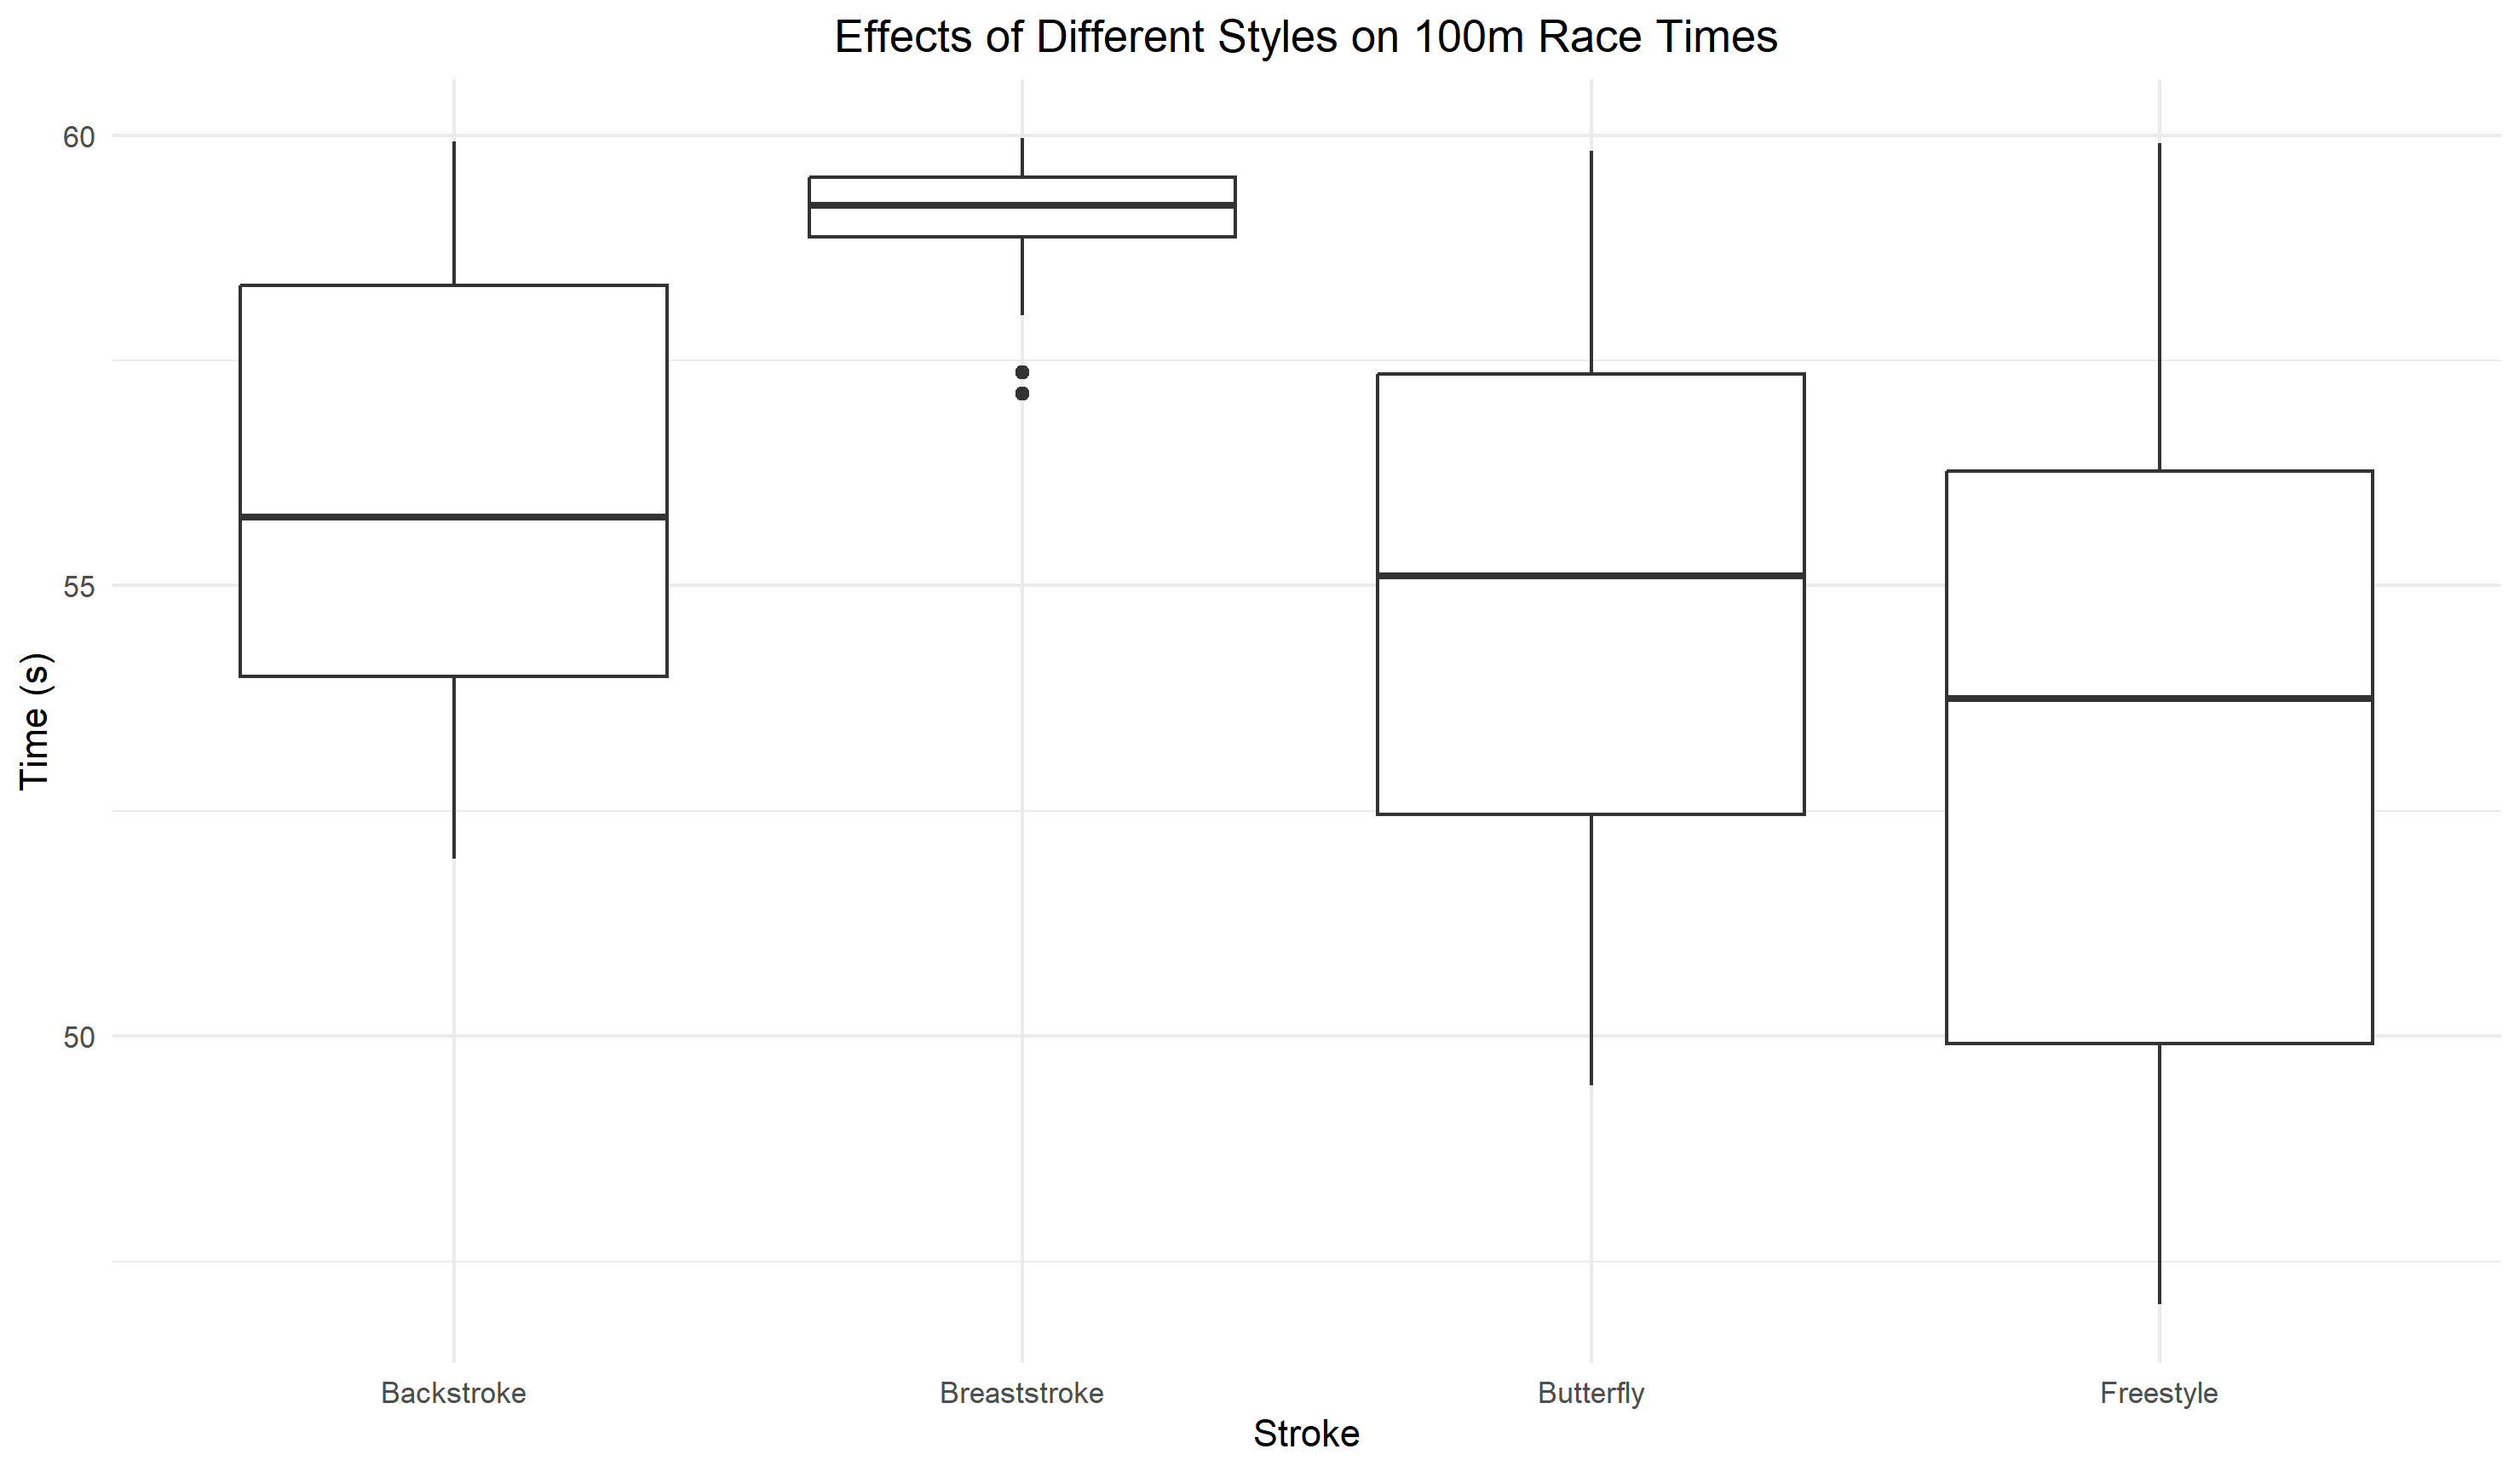 Effects of Different Styles on 100m Race Times
60
55
50
Time (s)
Backstroke
Breaststroke
Butterfly
Freestyle
Stroke